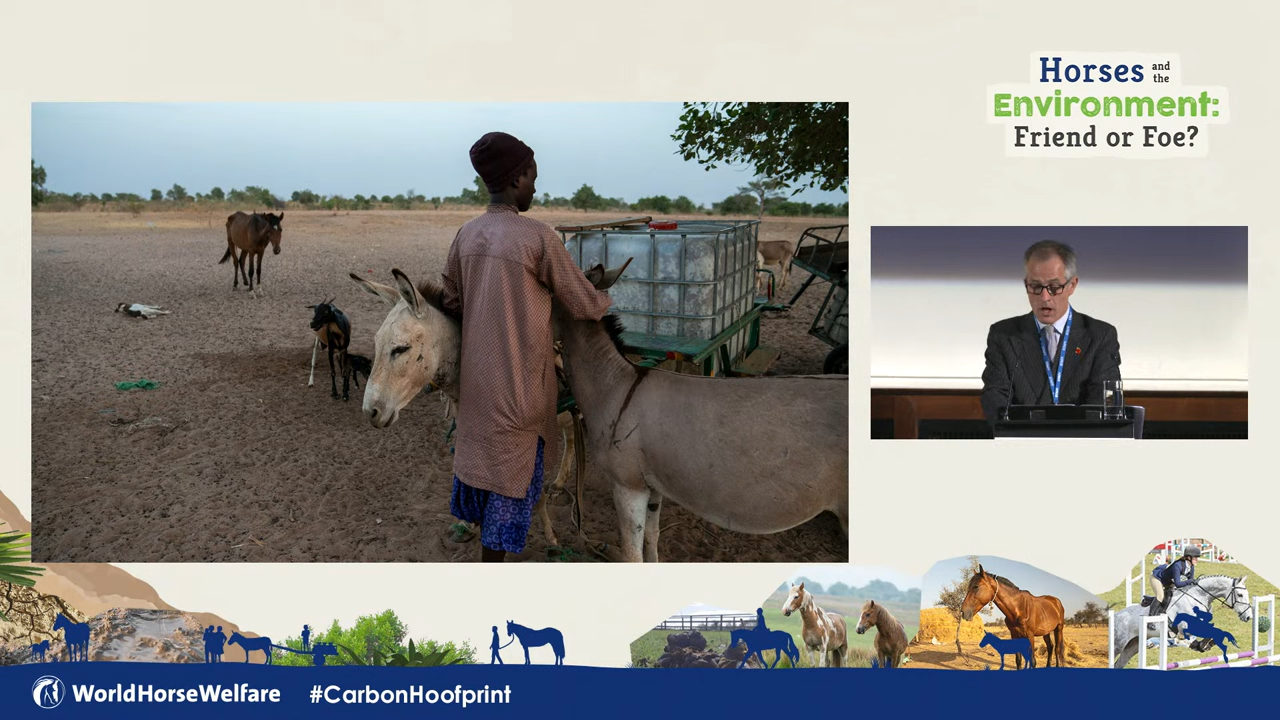 Horses and the
Environment:
Friend or Foe?
WorldHorseWelfare #CarbonHoofprint